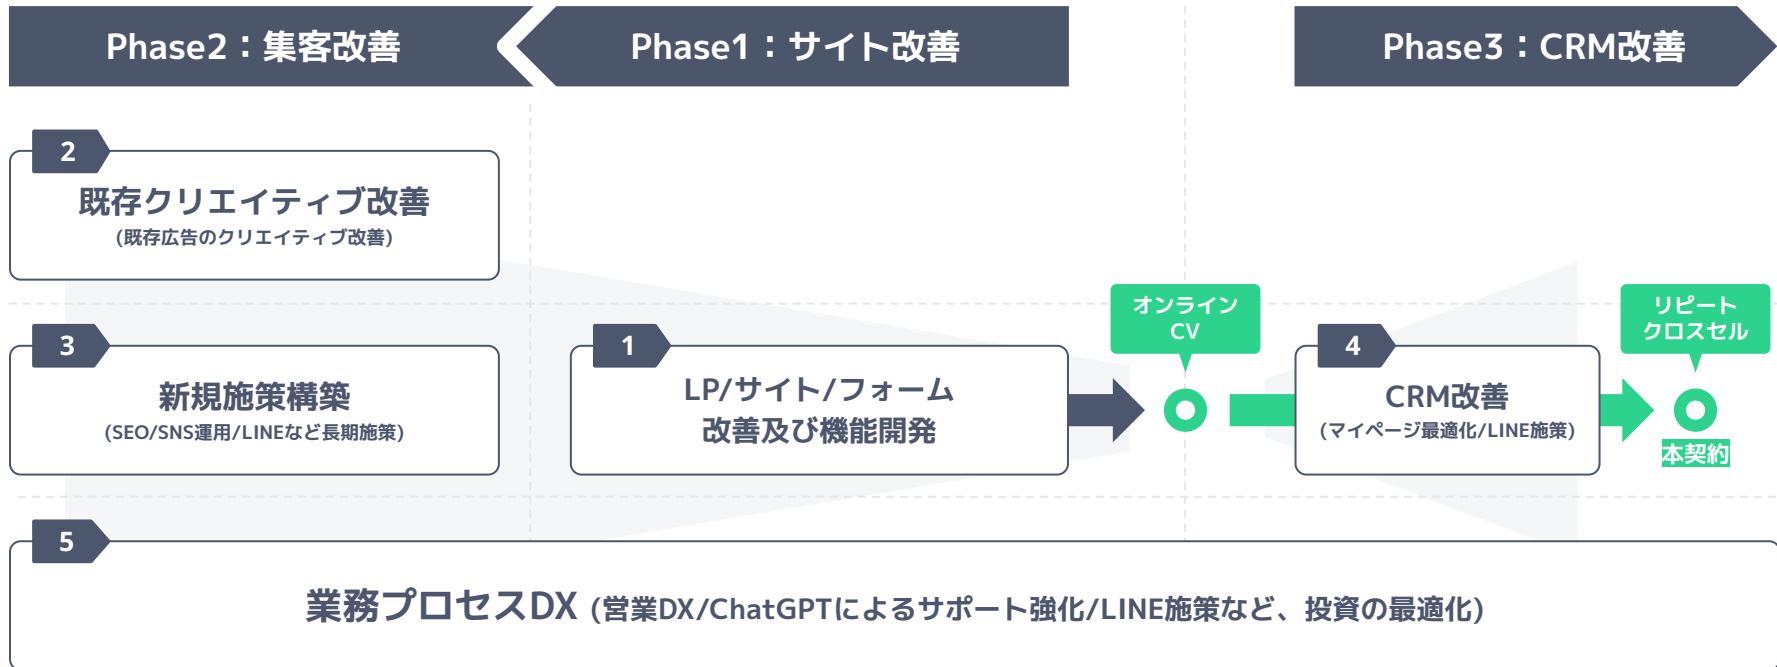 Phase2：集客改善
Phase1：サイト改善
Phase3：CRM改善
2
既存クリエイティブ改善
(既存広告のクリエイティブ改善)
3
新規施策構築
(SEO/SNS運用/LINEなど長期施策)
1
LP/サイト/フォーム
改善及び機能開発
オンライン
CV
4
CRM改善
(マイページ最適化/LINE施策)
リピート
クロスセル
本契約
5
業務プロセスDX (営業DX/ChatGPTによるサポート強化/LINE施策など、投資の最適化)